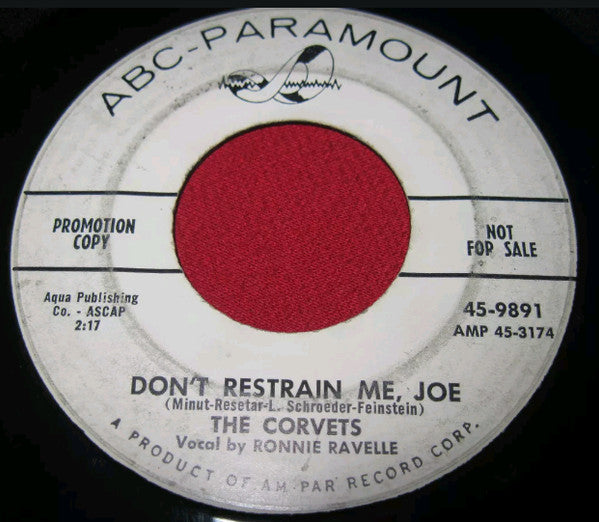 ABC-PARAMOUNT
PROMOTION
COPY
NOT
FOR SALE
Aqua Publishing
Co. - ASCAP
2:17
45-9891
AMP 45-3174
DON'T RESTRAIN ME, JOE
(Minut-Resetar-L. Schroeder-Feinstein)
THE CORVETS
Vocal by RONNIE RAVELLE
A PRODUCT OF AM-PAR RECORD CORP.